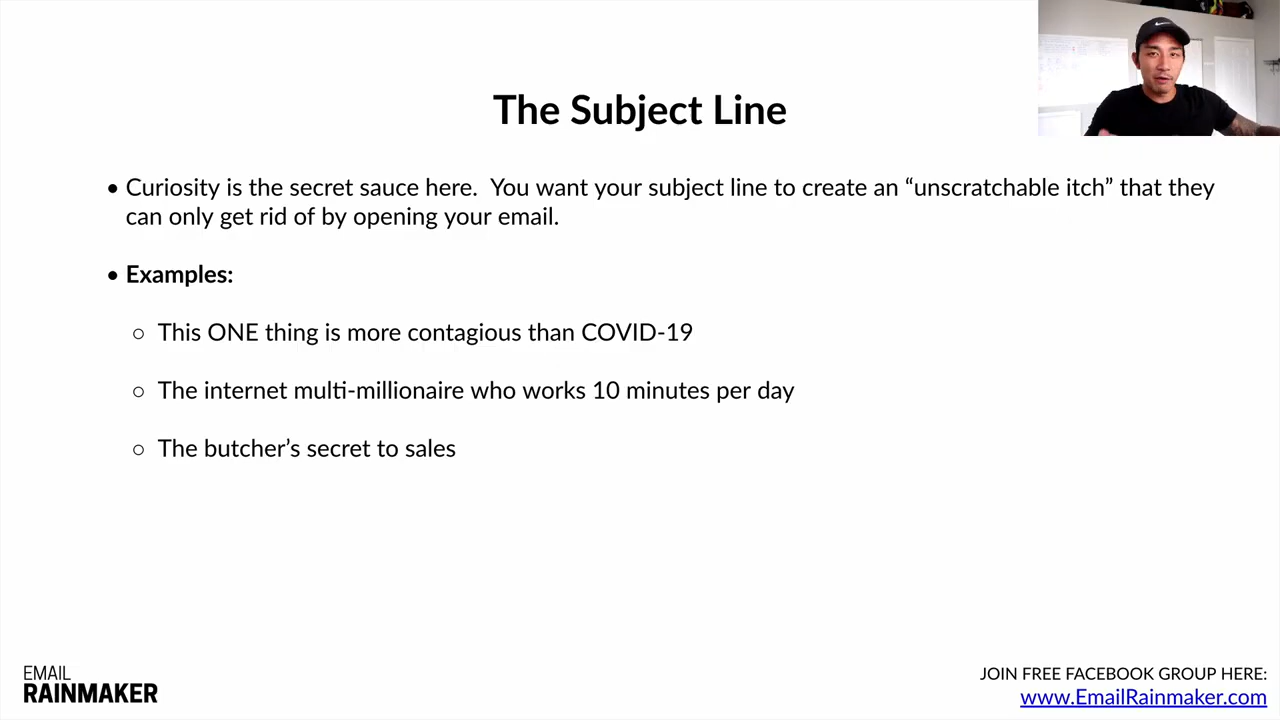 The Subject Line
• Curiosity is the secret sauce here.  You want your subject line to create an “unscratchable itch” that they
can only get rid of by opening your email.
• Examples:
○ This ONE thing is more contagious than COVID-19
○ The internet multi-millionaire who works 10 minutes per day
○ The butcher’s secret to sales
EMAIL
RAINMAKER
JOIN FREE FACEBOOK GROUP HERE:
www.EmailRainmaker.com